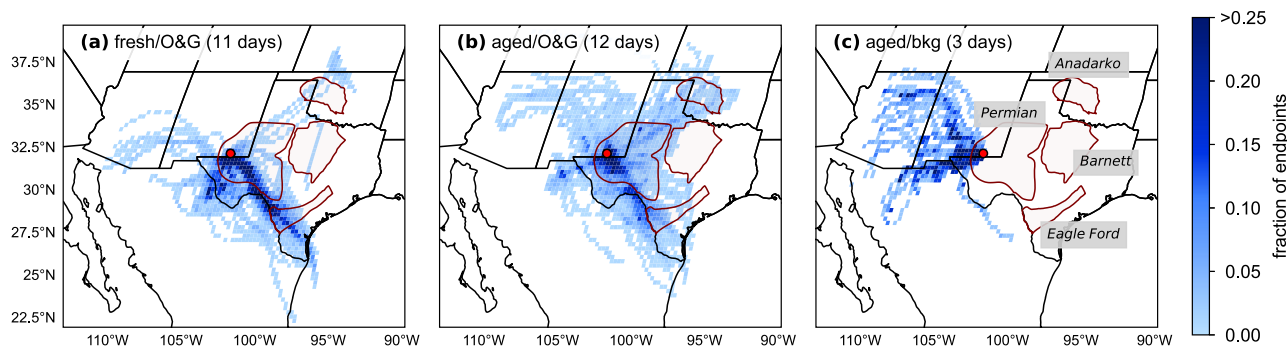 (a) fresh/O&G (11 days)
(b) aged/O&G (12 days)
(c) aged/bkg (3 days)
Anadarko
Permian
Barnett
Eagle Ford
37.5°N
35°N
32.5°N
30°N
27.5°N
25°N
22.5°N
110°W 105°W 100°W 95°W 90°W
110°W 105°W 100°W 95°W 90°W
110°W 105°W 100°W 95°W 90°W
>0.25
0.20
0.15
0.10
0.05
0.00
fraction of endpoints